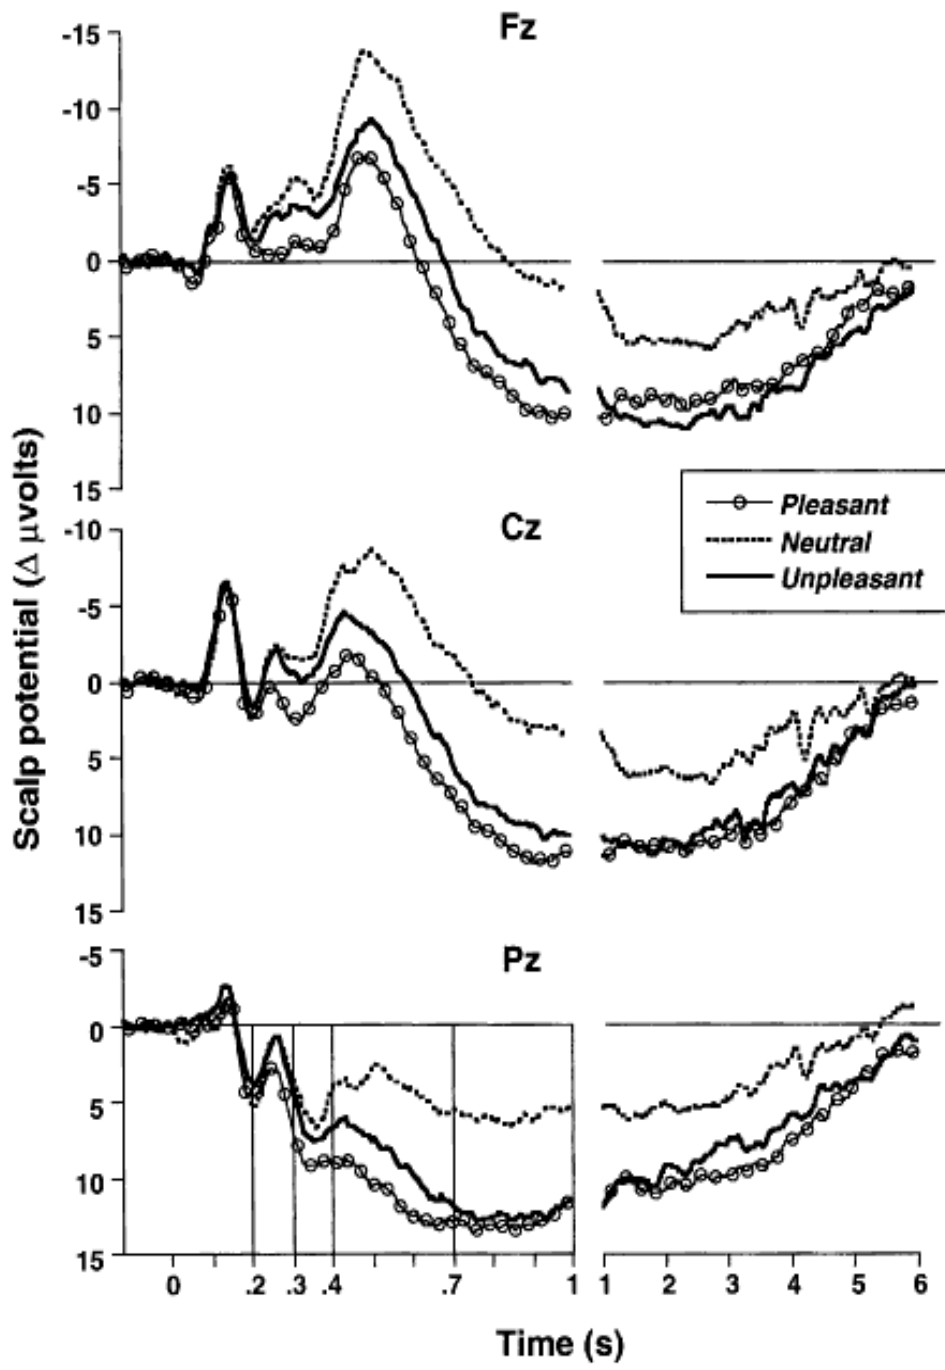 Fz
-15
-10
-5
0
5
10
15
Pleasant
Neutral
Unpleasant
Cz
-10
-5
0
5
10
15
Scalp potential (Δ μvolts)
Pz
-5
0
5
10
15
0 .2 .3 .4 .7 1 1 2 3 4 5 6
Time (s)